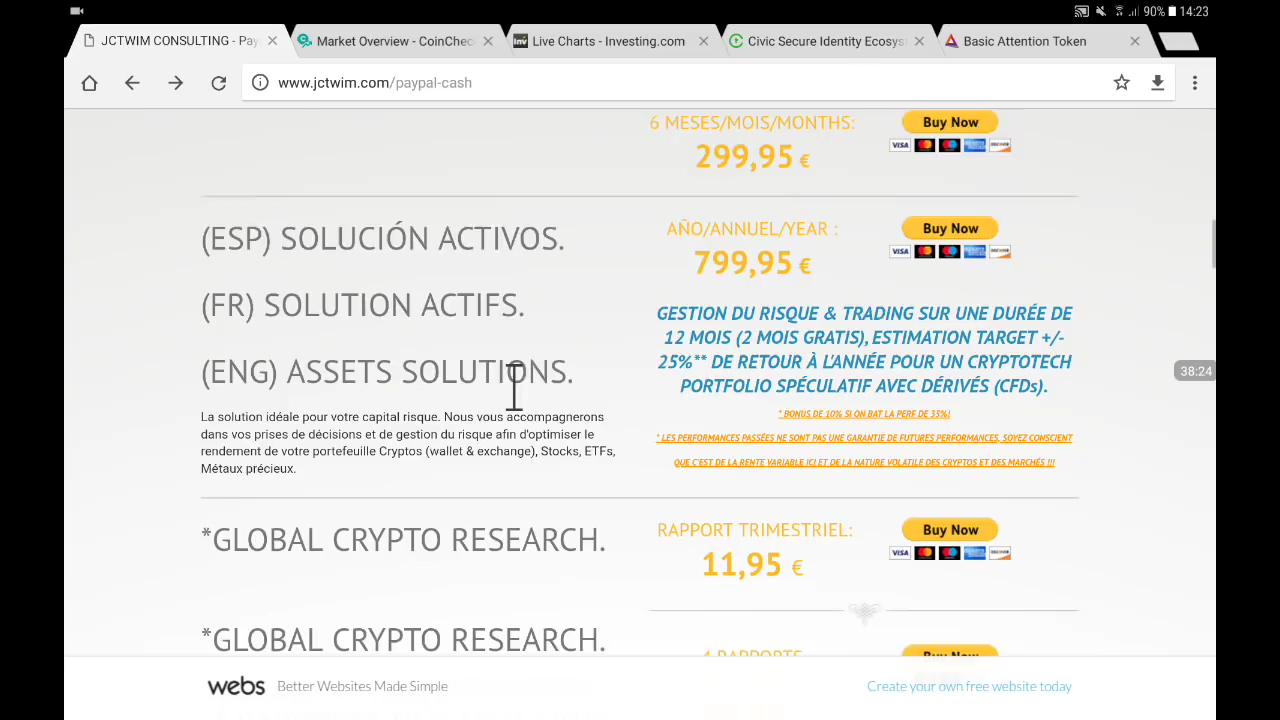 90% 14:23
JCTWIM CONSULTING - Pay
Market Overview - CoinChec
Live Charts - Investing.com
Civic Secure Identity Ecosys
Basic Attention Token
www.jctwim.com/paypal-cash
6 MESES/MOIS/MONTHS:
299,95 €
Buy Now
VISA
(ESP) SOLUCIÓN ACTIVOS.
(FR) SOLUTION ACTIFS.
(ENG) ASSETS SOLUTIONS.
La solution idéale pour votre capital risque. Nous vous accompagnerons
dans vos prises de décisions et de gestion du risque afin d'optimiser le
rendement de votre portefeuille Cryptos (wallet & exchange), Stocks, ETFs,
Métaux précieux.
AÑO/ANNUEL/YEAR :
799,95 €
Buy Now
VISA
GESTION DU RISQUE & TRADING SUR UNE DURÉE DE
12 MOIS (2 MOIS GRATIS), ESTIMATION TARGET +/-
25%** DE RETOUR À L'ANNÉE POUR UN CRYPTOTECH
PORTFOLIO SPÉCULATIF AVEC DÉRIVÉS (CFDs).
* BONUS DE 10% SI ON BAT LA PERF DE 35%!
* LES PERFORMANCES PASSÉES NE SONT PAS UNE GARANTIE DE FUTURES PERFORMANCES, SOYEZ CONSCIENT
QUE C'EST DE LA RENTE VARIABLE ICI ET DE LA NATURE VOLATILE DES CRYPTOS ET DES MARCHÉS !!!
38:24
*GLOBAL CRYPTO RESEARCH.
RAPPORT TRIMESTRIEL:
11,95 €
Buy Now
VISA
*GLOBAL CRYPTO RESEARCH.
4 RAPPORTS
Buy Now
webs Better Websites Made Simple
Create your own free website today